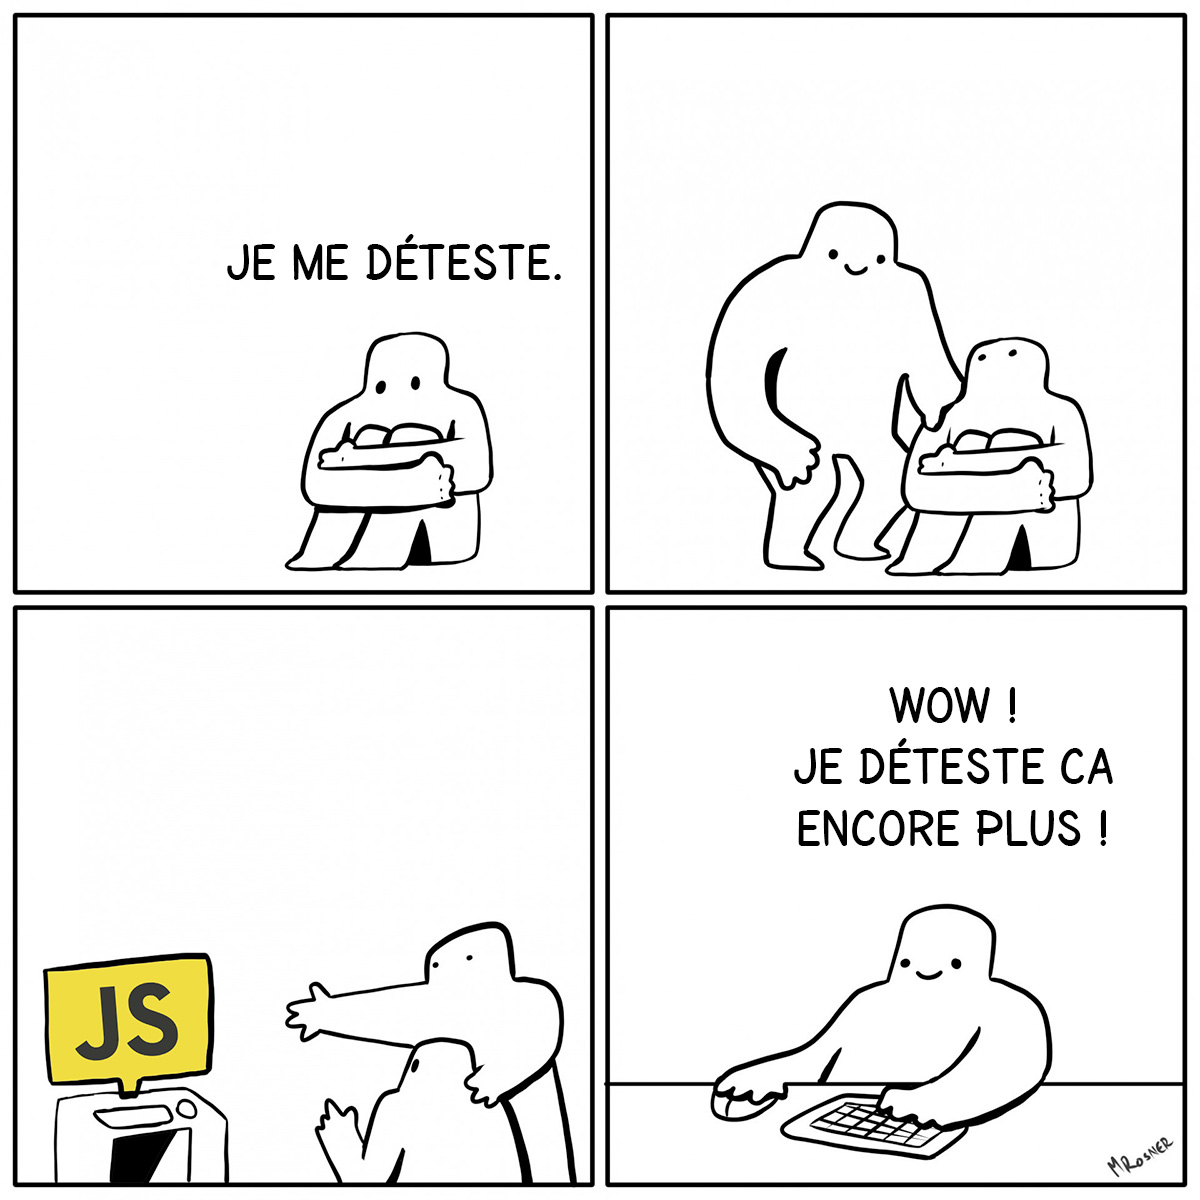 JE ME DÉTESTE.
JS
WOW !
JE DÉTESTE CA
ENCORE PLUS !
MROSNER